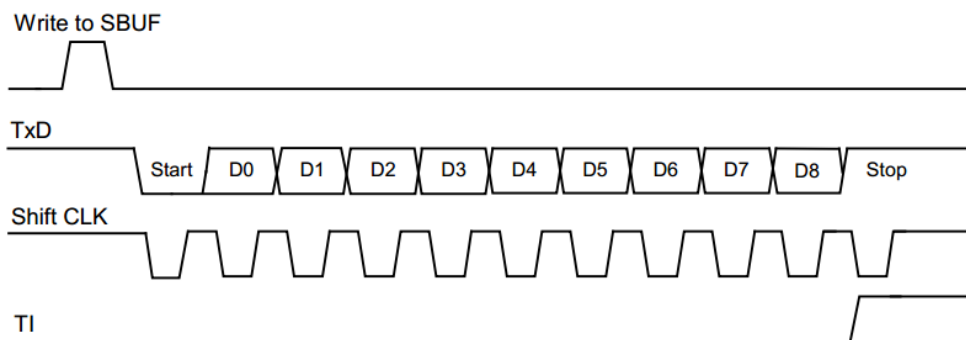 Write to SBUF
TxD
Start D0 D1 D2 D3 D4 D5 D6 D7 D8 Stop
Shift CLK
TI